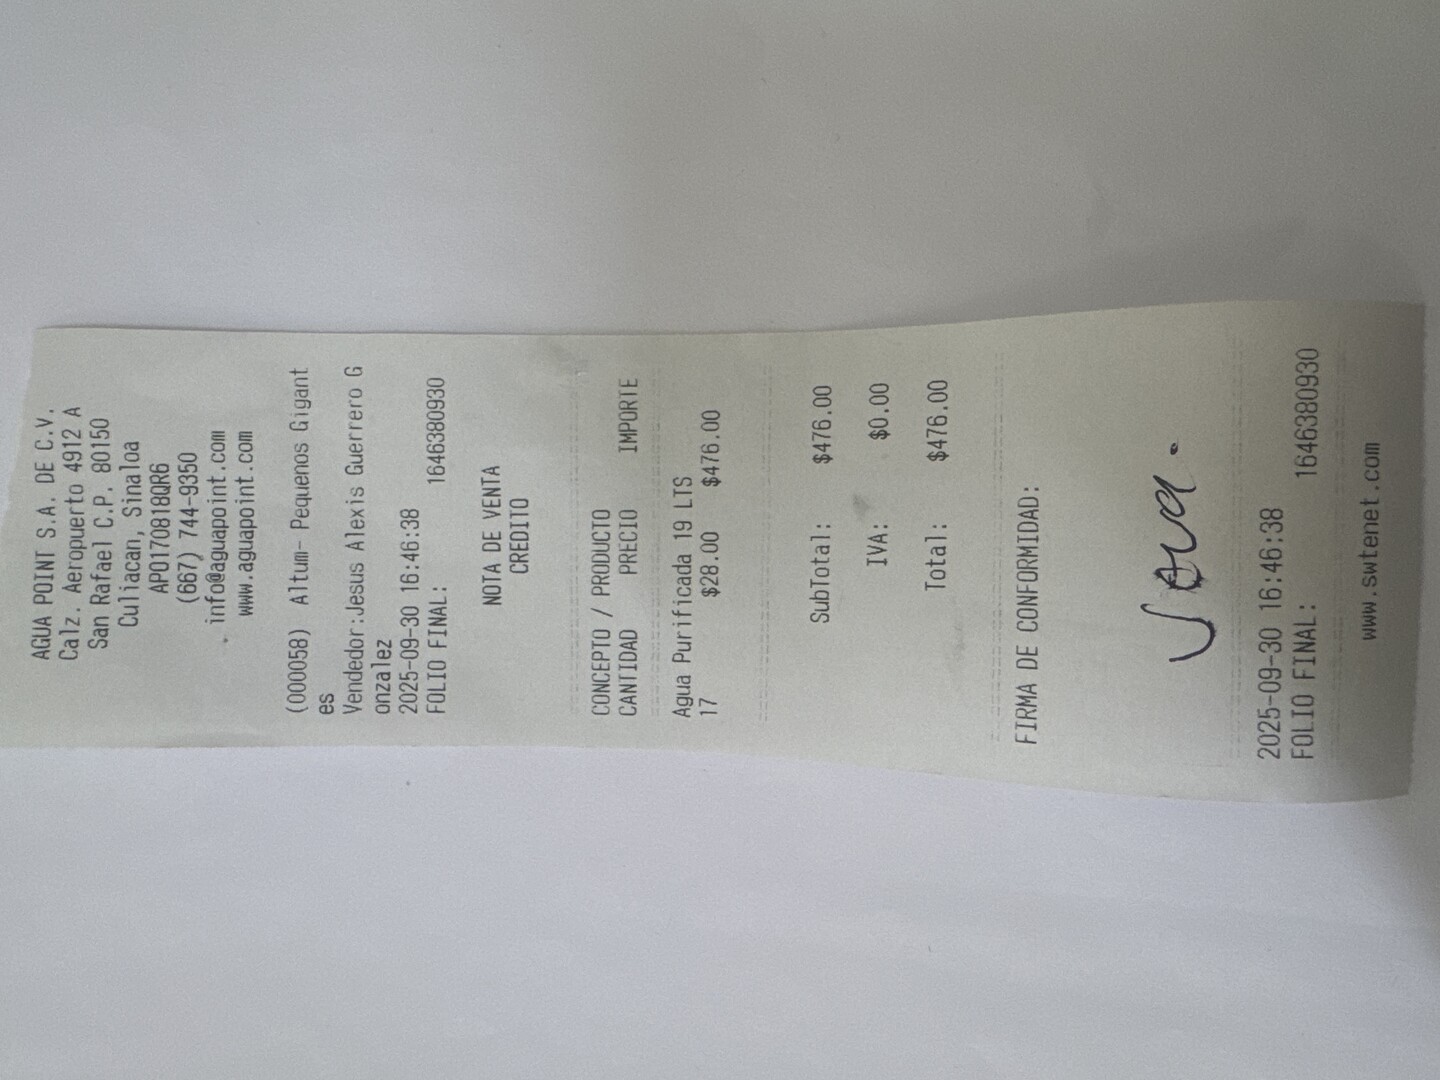 AGUA POINT S.A. DE C.V.
Calz. Aeropuerto 4912 A
San Rafael C.P. 80150
Culiacan, Sinaloa
APO170818QR6
(667) 744-9350
info@aguapoint.com
www.aguapoint.com
(000058) Altum- Pequenos Gigant
es
Vendedor:Jesus Alexis Guerrero G
onzalez
2025-09-30 16:46:38
FOLIO FINAL: 1646380930
NOTA DE VENTA
CREDITO
CONCEPTO / PRODUCTO
CANTIDAD PRECIO IMPORTE
Agua Purificada 19 LTS
17 $28.00 $476.00
SubTotal: $476.00
IVA: $0.00
Total: $476.00
FIRMA DE CONFORMIDAD:
2025-09-30 16:46:38
FOLIO FINAL: 1646380930
www.swtenet.com